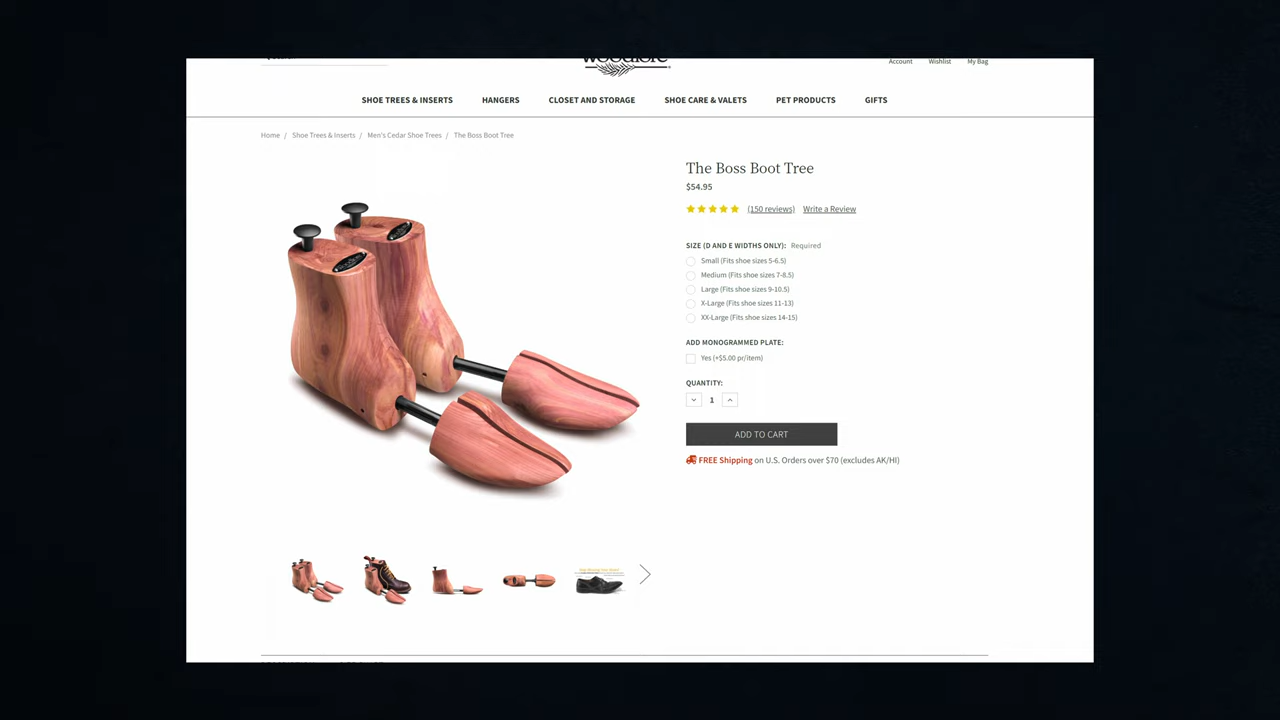 Account Wishlist My Bag
SHOE TREES & INSERTS HANGERS CLOSET AND STORAGE SHOE CARE & VALETS PET PRODUCTS GIFTS
Home / Shoe Trees & Inserts / Men's Cedar Shoe Trees / The Boss Boot Tree
The Boss Boot Tree
$54.95
(150 reviews) Write a Review
SIZE (D AND E WIDTHS ONLY): Required
Small (Fits shoe sizes 5-6.5)
Medium (Fits shoe sizes 7-8.5)
Large (Fits shoe sizes 9-10.5)
X-Large (Fits shoe sizes 11-13)
XX-Large (Fits shoe sizes 14-15)
ADD MONOGRAMMED PLATE:
Yes (+$5.00 pr/item)
QUANTITY:
1
ADD TO CART
FREE Shipping on U.S. Orders over $70 (excludes AK/HI)